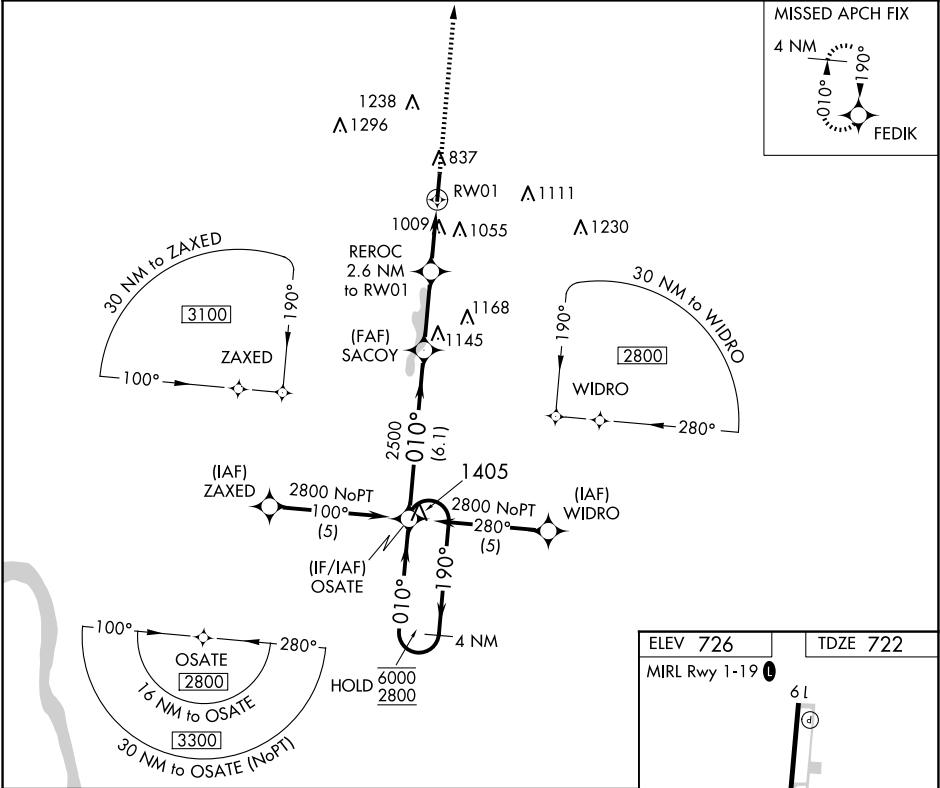 MISSED APCH FIX
4 NM
010°
190°
FEDIK
1238
1296
837
RW01
1111
1009
1055
1230
REROC
2.6 NM
to RW01
1168
1145
(FAF)
SACOY
30 NM to ZAXED
3100
190°
ZAXED
100°
30 NM to WIDRO
190°
2800
WIDRO
280°
2500
010°
(6.1)
(IAF)
ZAXED
2800 NoPT
100°
(5)
1405
2800 NoPT
280°
(5)
(IAF)
WIDRO
(IF/IAF)
OSATE
010°
190°
4 NM
HOLD 6000
2800
100°
280°
OSATE
2800
16 NM to OSATE
3300
30 NM to OSATE (NoPT)
ELEV 726
TDZE 722
MIRL Rwy 1-19 L
19
P